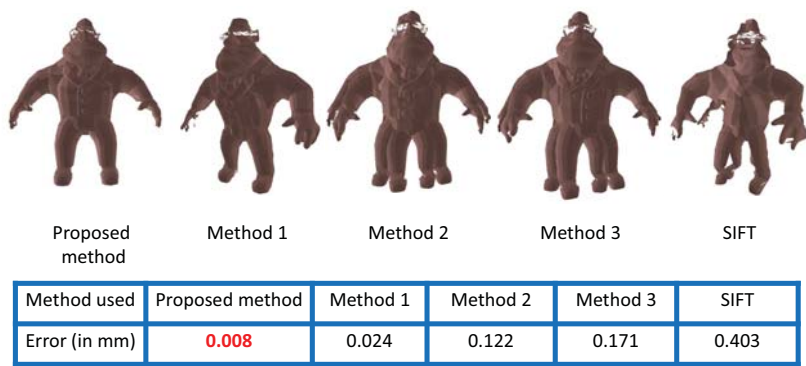 Proposed method
Method 1
Method 2
Method 3
SIFT
Method used Proposed method Method 1 Method 2 Method 3 SIFT
Error (in mm) 0.008 0.024 0.122 0.171 0.403